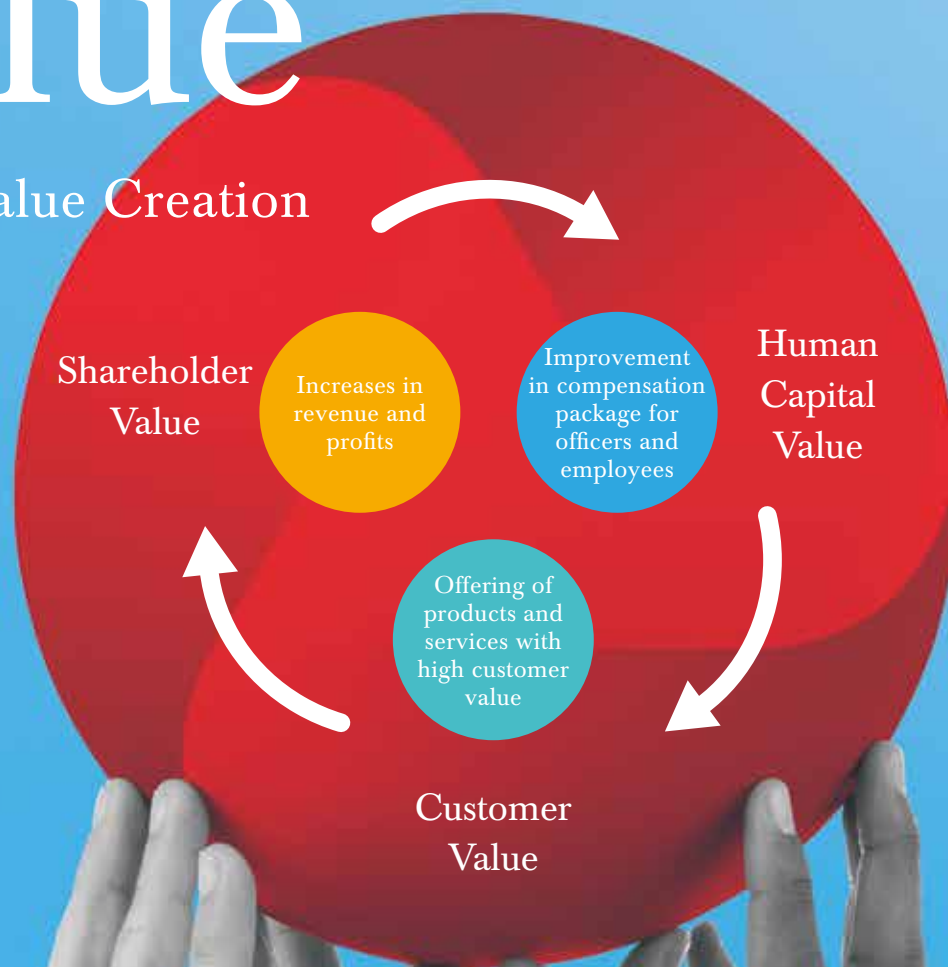 lue
alue Creation
Shareholder
Value
Increases in
revenue and
profits
Improvement
in compensation
package for
officers and
employees
Human
Capital
Value
Offering of
products and
services with
high customer
value
Customer
Value